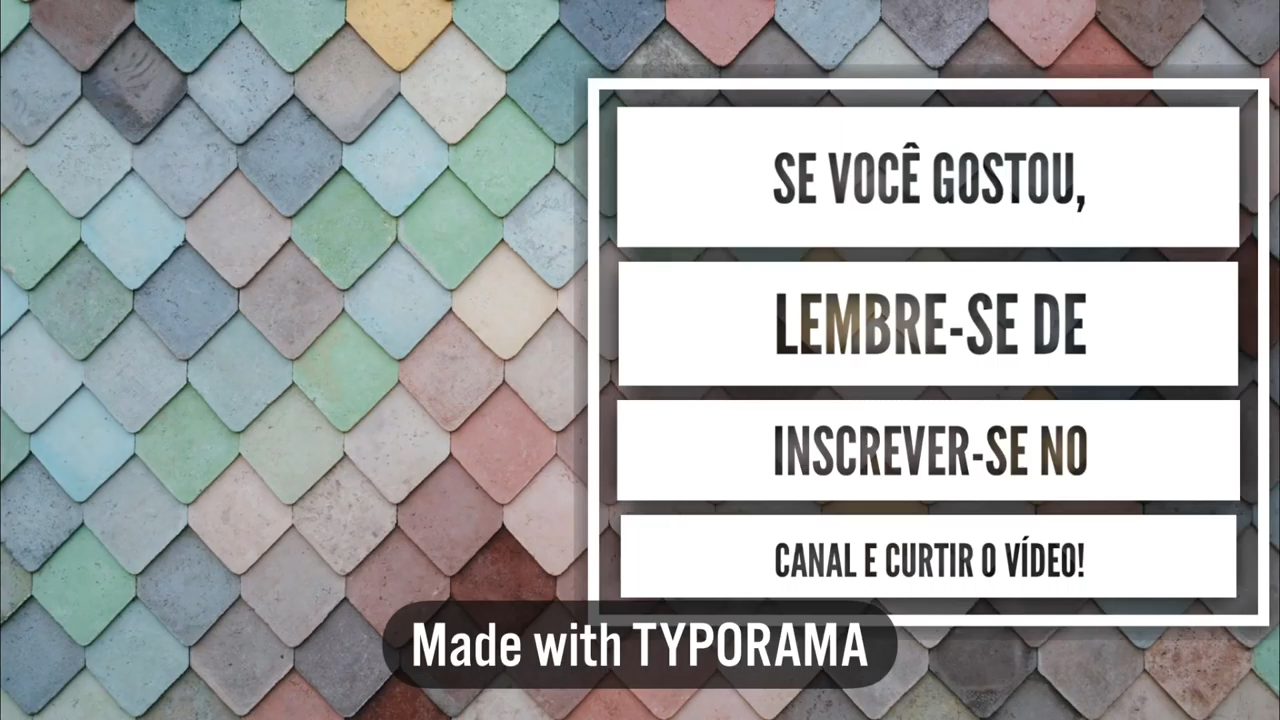 SE VOCÊ GOSTOU,
LEMBRE-SE DE
INSCREVER-SE NO
CANAL E CURTIR O VÍDEO!
Made with TYPORAMA